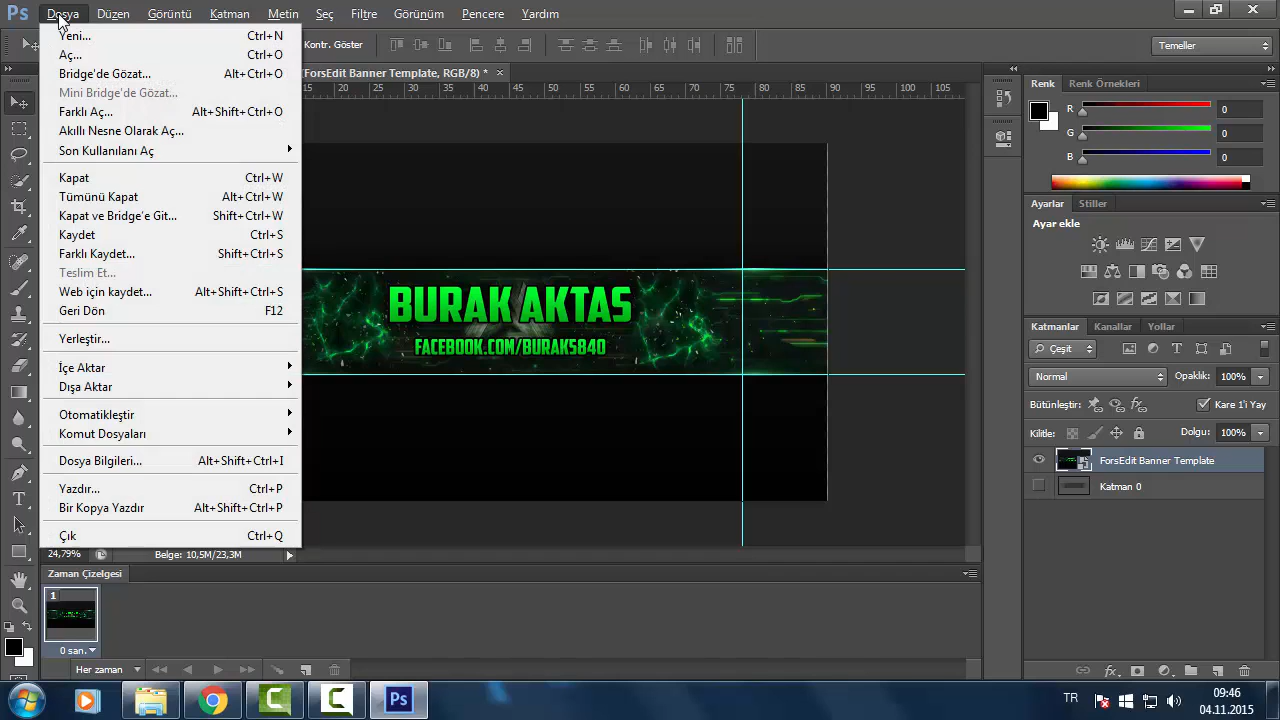 Ps Dosya Düzen Görüntü Katman Metin Seç Filtre Görünüm Pencere Yardım
Kontr. Göster
Temeller
(ForsEdit Banner Template, RGB/8) *
15 20 25 30 35 40 45 50 55 60 65 70 75 80 85 90 95 100 105
Yeni... Ctrl+N
Aç... Ctrl+O
Bridge'de Gözat... Alt+Ctrl+O
Mini Bridge'de Gözat...
Farklı Aç... Alt+Shift+Ctrl+O
Akıllı Nesne Olarak Aç...
Son Kullanılanı Aç
Kapat Ctrl+W
Tümünü Kapat Alt+Ctrl+W
Kapat ve Bridge'e Git... Shift+Ctrl+W
Kaydet Ctrl+S
Farklı Kaydet... Shift+Ctrl+S
Teslim Et...
Web için kaydet... Alt+Shift+Ctrl+S
Geri Dön F12
Yerleştir...
İçe Aktar
Dışa Aktar
Otomatikleştir
Komut Dosyaları
Dosya Bilgileri... Alt+Shift+Ctrl+I
Yazdır... Ctrl+P
Bir Kopya Yazdır Alt+Shift+Ctrl+P
Çık Ctrl+Q
BURAK AKTAS
FACEBOOK.COM/BURAK5840
Renk Renk Örnekleri
R 0
G 0
B 0
Ayarlar Stiller
Ayar ekle
Katmanlar Kanallar Yollar
Çeşit
Normal Opaklık: 100%
Bütünleştir: Kare 1'i Yay
Kilitle: Dolgu: 100%
ForsEdit Banner Template
Katman 0
24,79% Belge: 10,5M/23,3M
Zaman Çizelgesi
1
0 san.
Her zaman
Ps
TR
09:46
04.11.2015